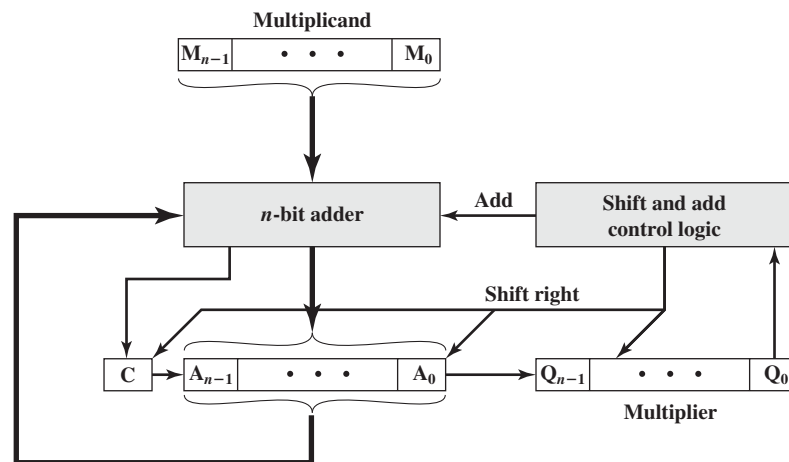 Multiplicand
Mn−1 • • • M0
n-bit adder
Add
Shift and add
control logic
Shift right
C
An−1 • • • A0
Qn−1 • • • Q0
Multiplier